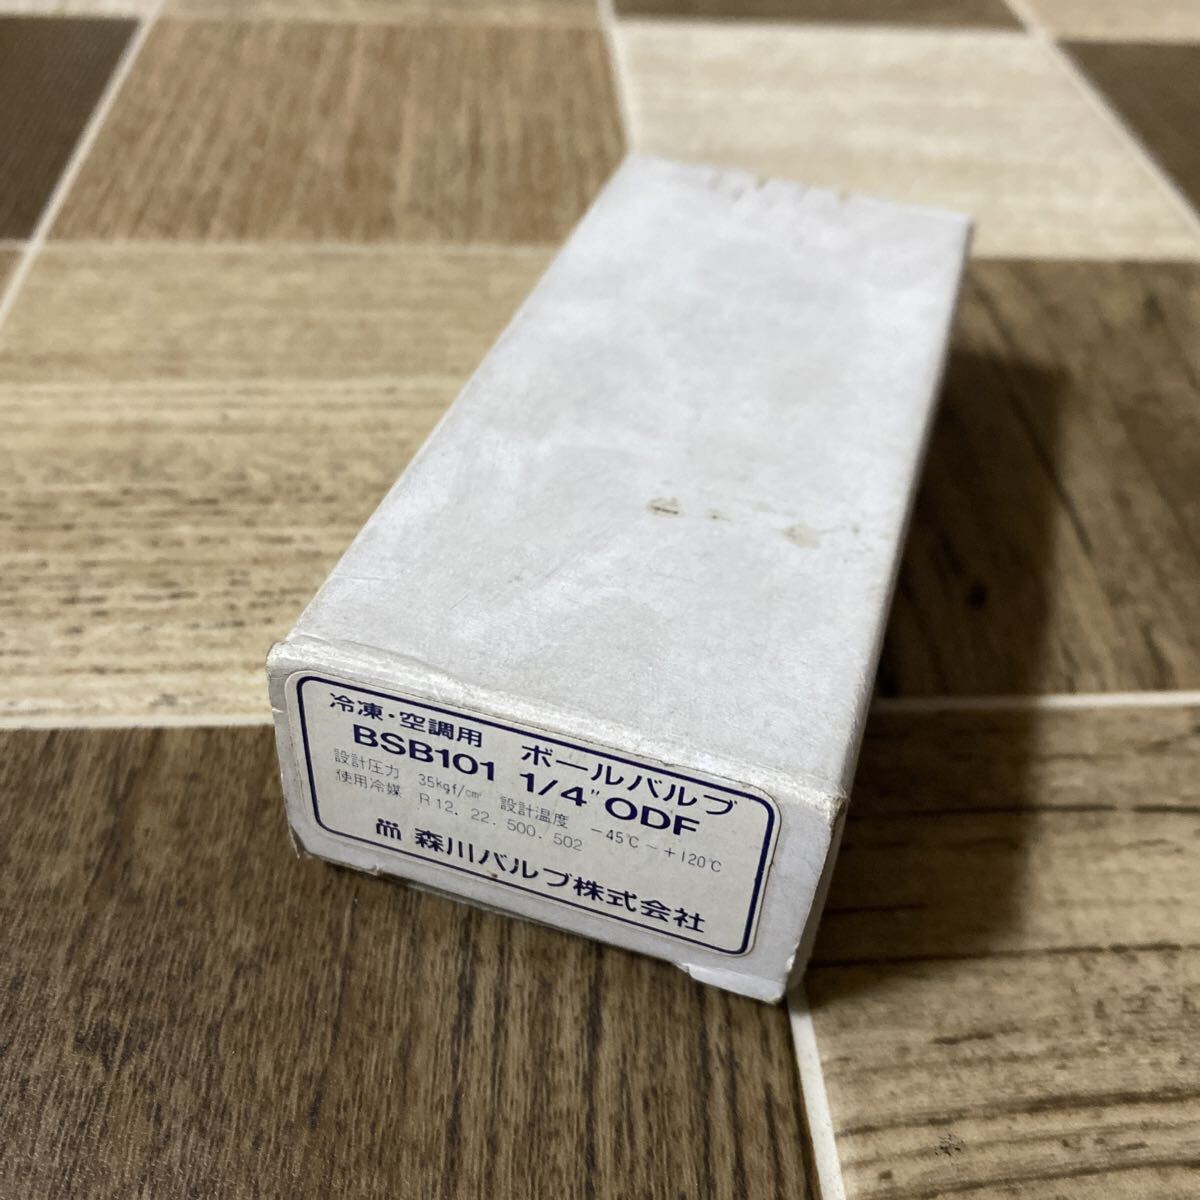 冷凍・空調用 ボールバルブ
BSB101 1/4" ODF
設計圧力 35kgf/cm² 設計温度 −45℃〜+120℃
使用冷媒 R12. 22. 500. 502
森川バルブ株式会社